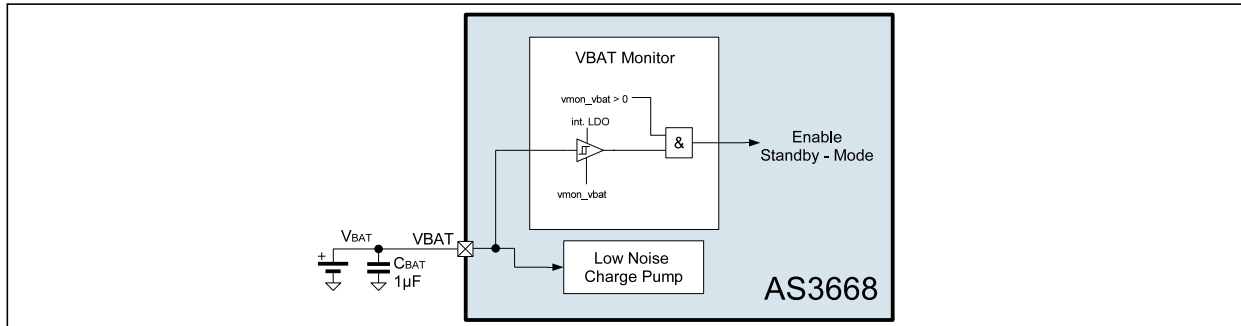 VBAT Monitor
vmon_vbat > 0
int. LDO
&
Enable
Standby - Mode
vmon_vbat
VBAT
VBAT
+
CBAT
1µF
Low Noise
Charge Pump
AS3668